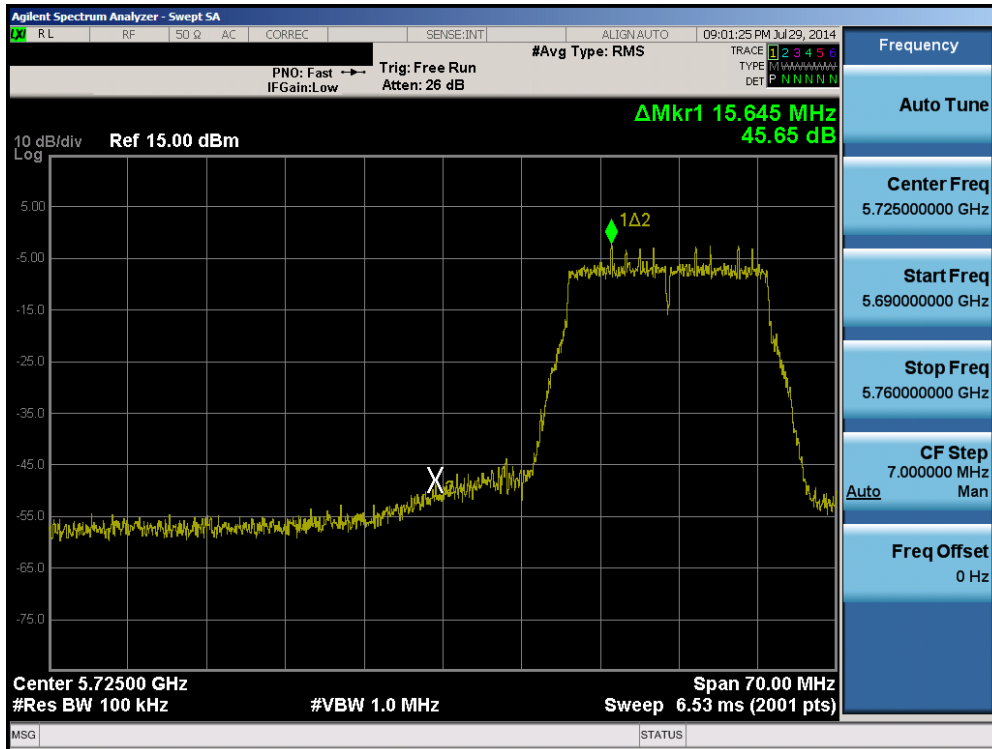 Agilent Spectrum Analyzer - Swept SA
LXI RL RF 50 Ω AC CORREC SENSE:INT ALIGN AUTO 09:01:25 PM Jul 29, 2014
PNO: Fast
IFGain:Low
Trig: Free Run
Atten: 26 dB
#Avg Type: RMS
TRACE 1 2 3 4 5 6
TYPE M WWWWW
DET P N N N N N
ΔMkr1 15.645 MHz
45.65 dB
10 dB/div Ref 15.00 dBm
Log
5.00
-5.00
-15.0
-25.0
-35.0
-45.0
-55.0
-65.0
-75.0
1Δ2
X
Center 5.72500 GHz Span 70.00 MHz
#Res BW 100 kHz #VBW 1.0 MHz Sweep 6.53 ms (2001 pts)
MSG STATUS
Frequency
Auto Tune
Center Freq
5.725000000 GHz
Start Freq
5.690000000 GHz
Stop Freq
5.760000000 GHz
CF Step
7.000000 MHz
Auto Man
Freq Offset
0 Hz